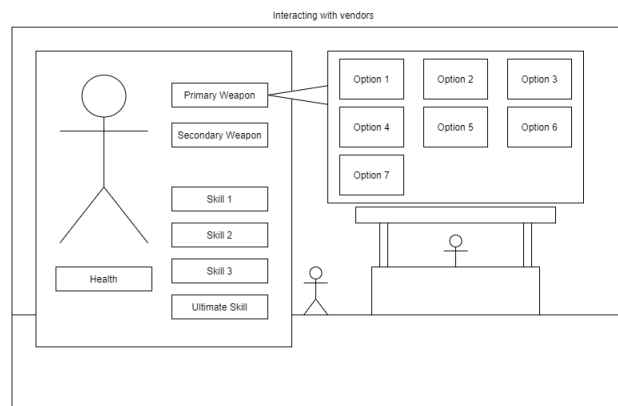 Interacting with vendors
Primary Weapon
Secondary Weapon
Skill 1
Skill 2
Skill 3
Ultimate Skill
Health
Option 1
Option 2
Option 3
Option 4
Option 5
Option 6
Option 7